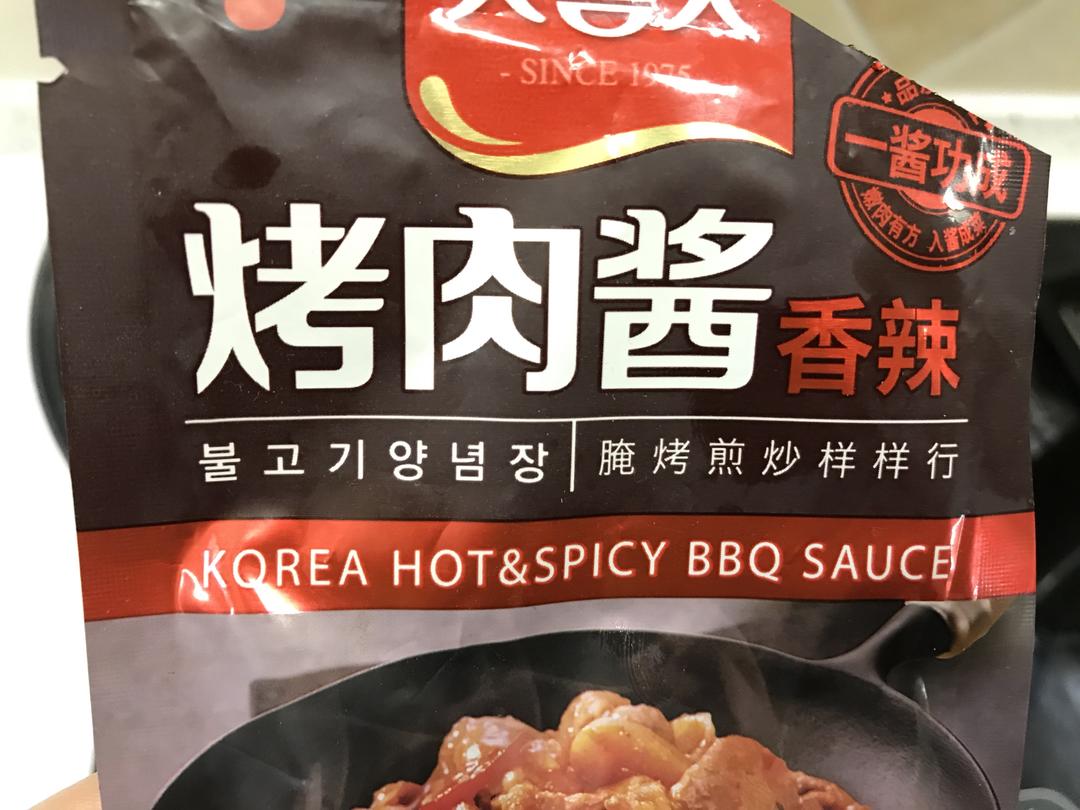 - SINCE 1975
一酱功成
嫩肉有方 入酱成菜
烤肉酱 香辣
불고기양념장 腌烤煎炒样样行
KOREA HOT&SPICY BBQ SAUCE